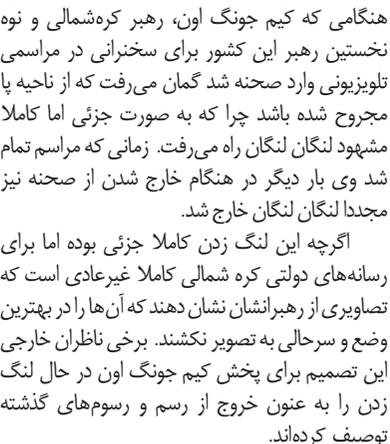 هنگامی که کیم جونگ اون، رهبر کره‌شمالی و نوه
نخستین رهبر این کشور برای سخنرانی در مراسمی
تلویزیونی وارد صحنه شد گمان می‌رفت که از ناحیه پا
مجروح شده باشد چرا که به صورت جزئی اما کاملا
مشهود لنگان لنگان راه می‌رفت. زمانی که مراسم تمام
شد وی بار دیگر در هنگام خارج شدن از صحنه نیز
مجددا لنگان لنگان خارج شد.
اگرچه این لنگ زدن کاملا جزئی بوده اما برای
رسانه‌های دولتی کره شمالی کاملا غیرعادی است که
تصاویری از رهبرانشان نشان دهند که آن‌ها را در بهترین
وضع و سرحالی به تصویر نکشند. برخی ناظران خارجی
این تصمیم برای پخش کیم جونگ اون در حال لنگ
زدن را به عنون خروج از رسم و رسوم‌های گذشته
توصیف کرده‌اند.